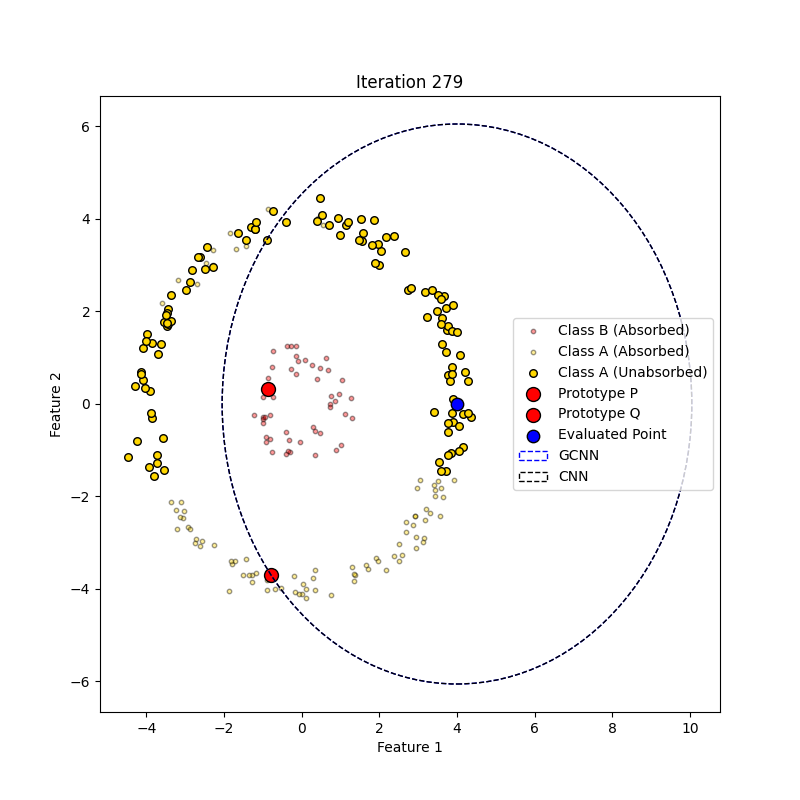 Iteration 279
Feature 2
6
4
2
0
−2
−4
−6
Class B (Absorbed)
Class A (Absorbed)
Class A (Unabsorbed)
Prototype P
Prototype Q
Evaluated Point
GCNN
CNN
−4 −2 0 2 4 6 8 10
Feature 1